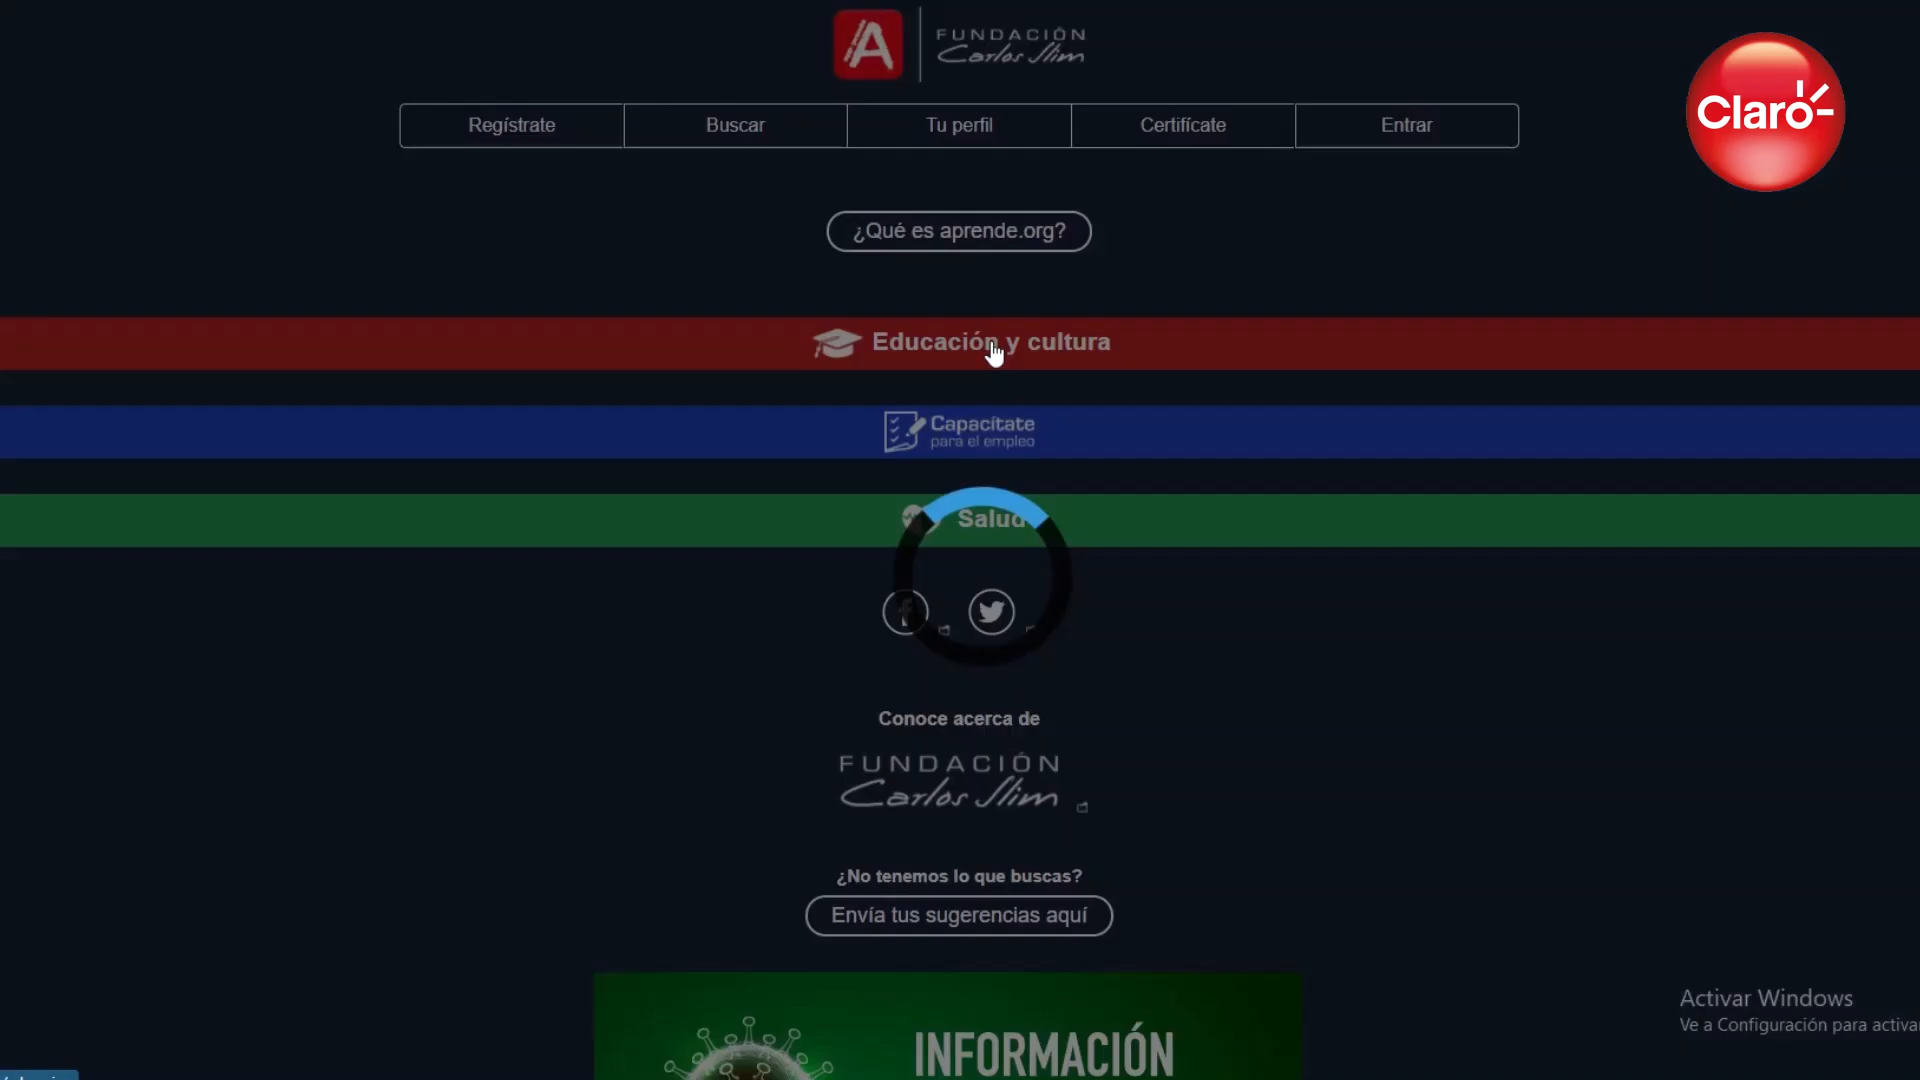 FUNDACIÓN
Carlos Slim
Claro
Regístrate
Buscar
Tu perfil
Certifícate
Entrar
¿Qué es aprende.org?
Educación y cultura
Capacítate
para el empleo
Salud
Conoce acerca de
FUNDACIÓN
Carlos Slim
¿No tenemos lo que buscas?
Envía tus sugerencias aquí
Activar Windows
Ve a Configuración para activa
INFORMACIÓN